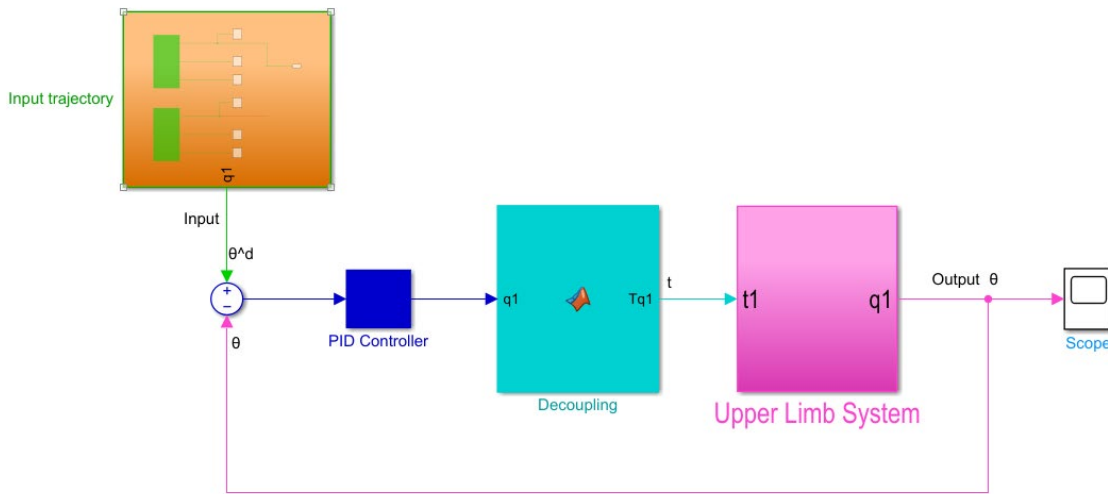 Input trajectory
q1
Input
θ^d
+
−
θ
PID Controller
q1
Tq1
Decoupling
t
t1
q1
Upper Limb System
Output θ
Scope